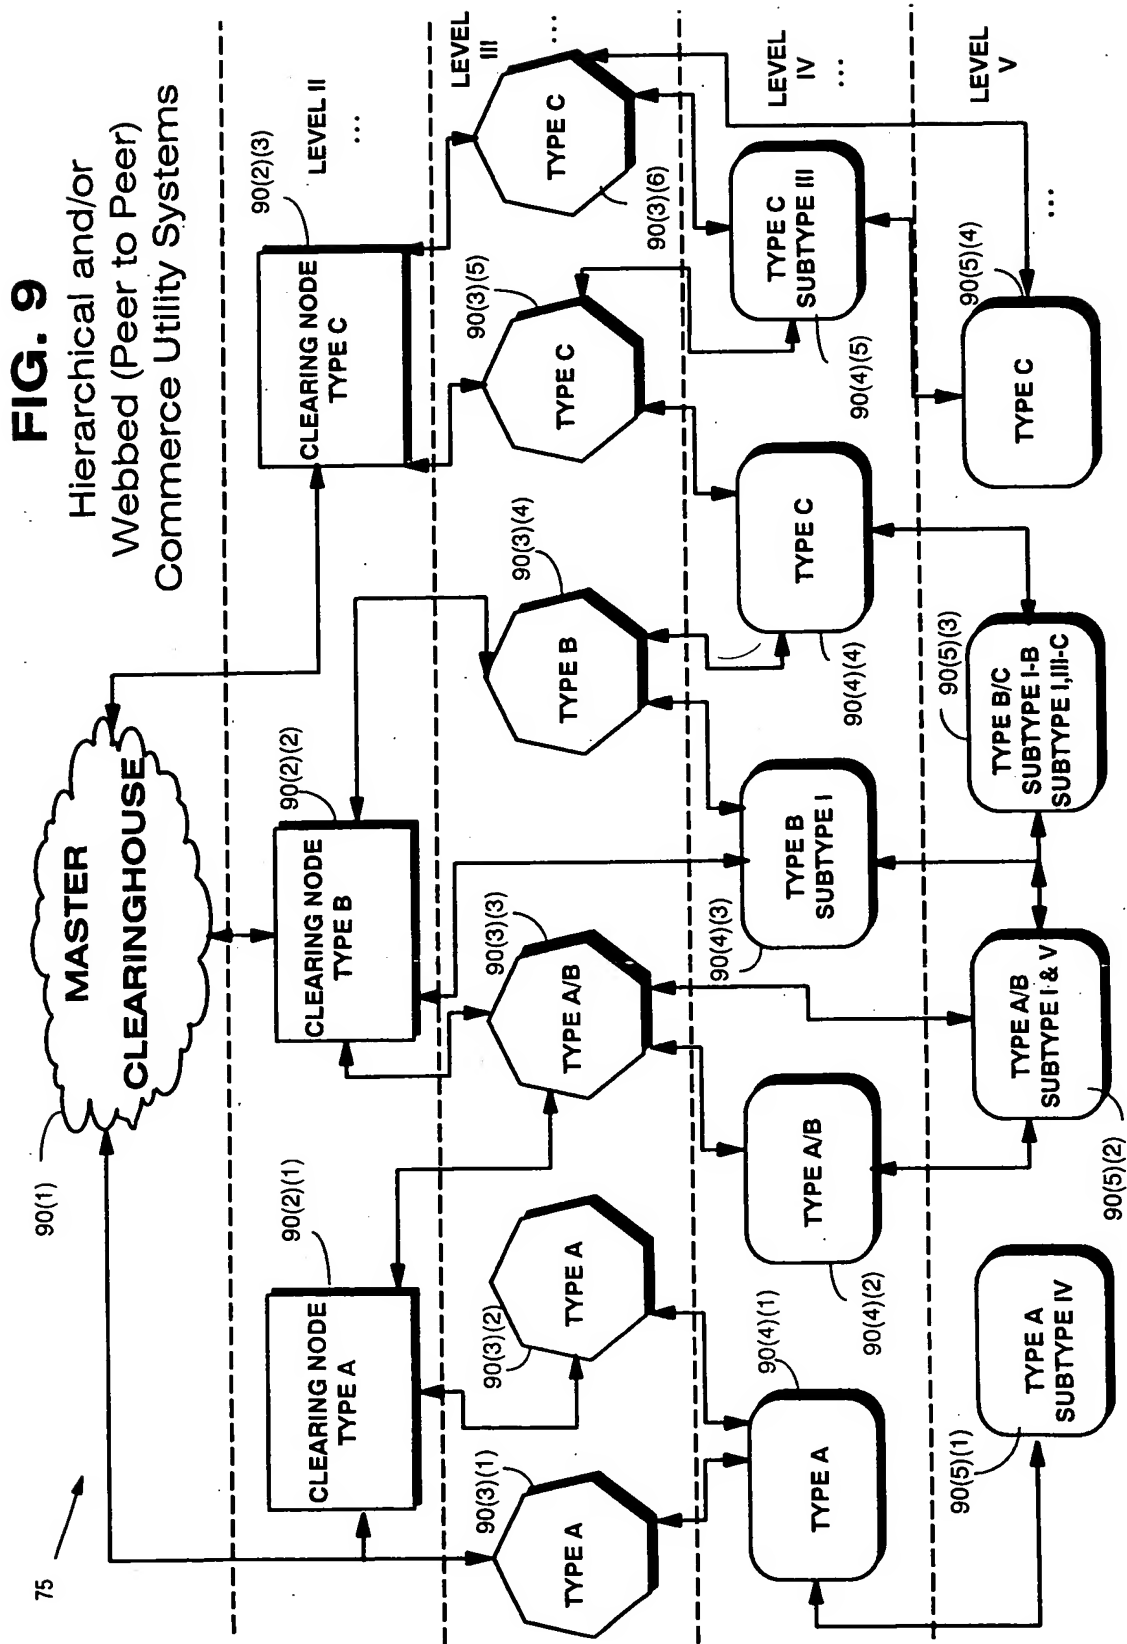 FIG. 9
Hierarchical and/or
Webbed (Peer to Peer)
Commerce Utility Systems
75
90(1)
MASTER
CLEARINGHOUSE
90(2)(1)
CLEARING NODE
TYPE A
90(2)(2)
CLEARING NODE
TYPE B
90(2)(3)
CLEARING NODE
TYPE C
LEVEL II
...
90(3)(1)
TYPE A
90(3)(2)
TYPE A
90(3)(3)
TYPE A/B
90(3)(4)
TYPE B
90(3)(5)
TYPE C
90(3)(6)
TYPE C
LEVEL
III
...
90(4)(1)
TYPE A
90(4)(2)
TYPE A/B
90(4)(3)
TYPE B
SUBTYPE I
90(4)(4)
TYPE C
90(4)(5)
TYPE C
SUBTYPE III
LEVEL
IV
...
90(5)(1)
TYPE A
SUBTYPE IV
90(5)(2)
TYPE A/B
SUBTYPE I & V
90(5)(3)
TYPE B/C
SUBTYPE I-B
SUBTYPE I,III-C
90(5)(4)
TYPE C
LEVEL
V
...